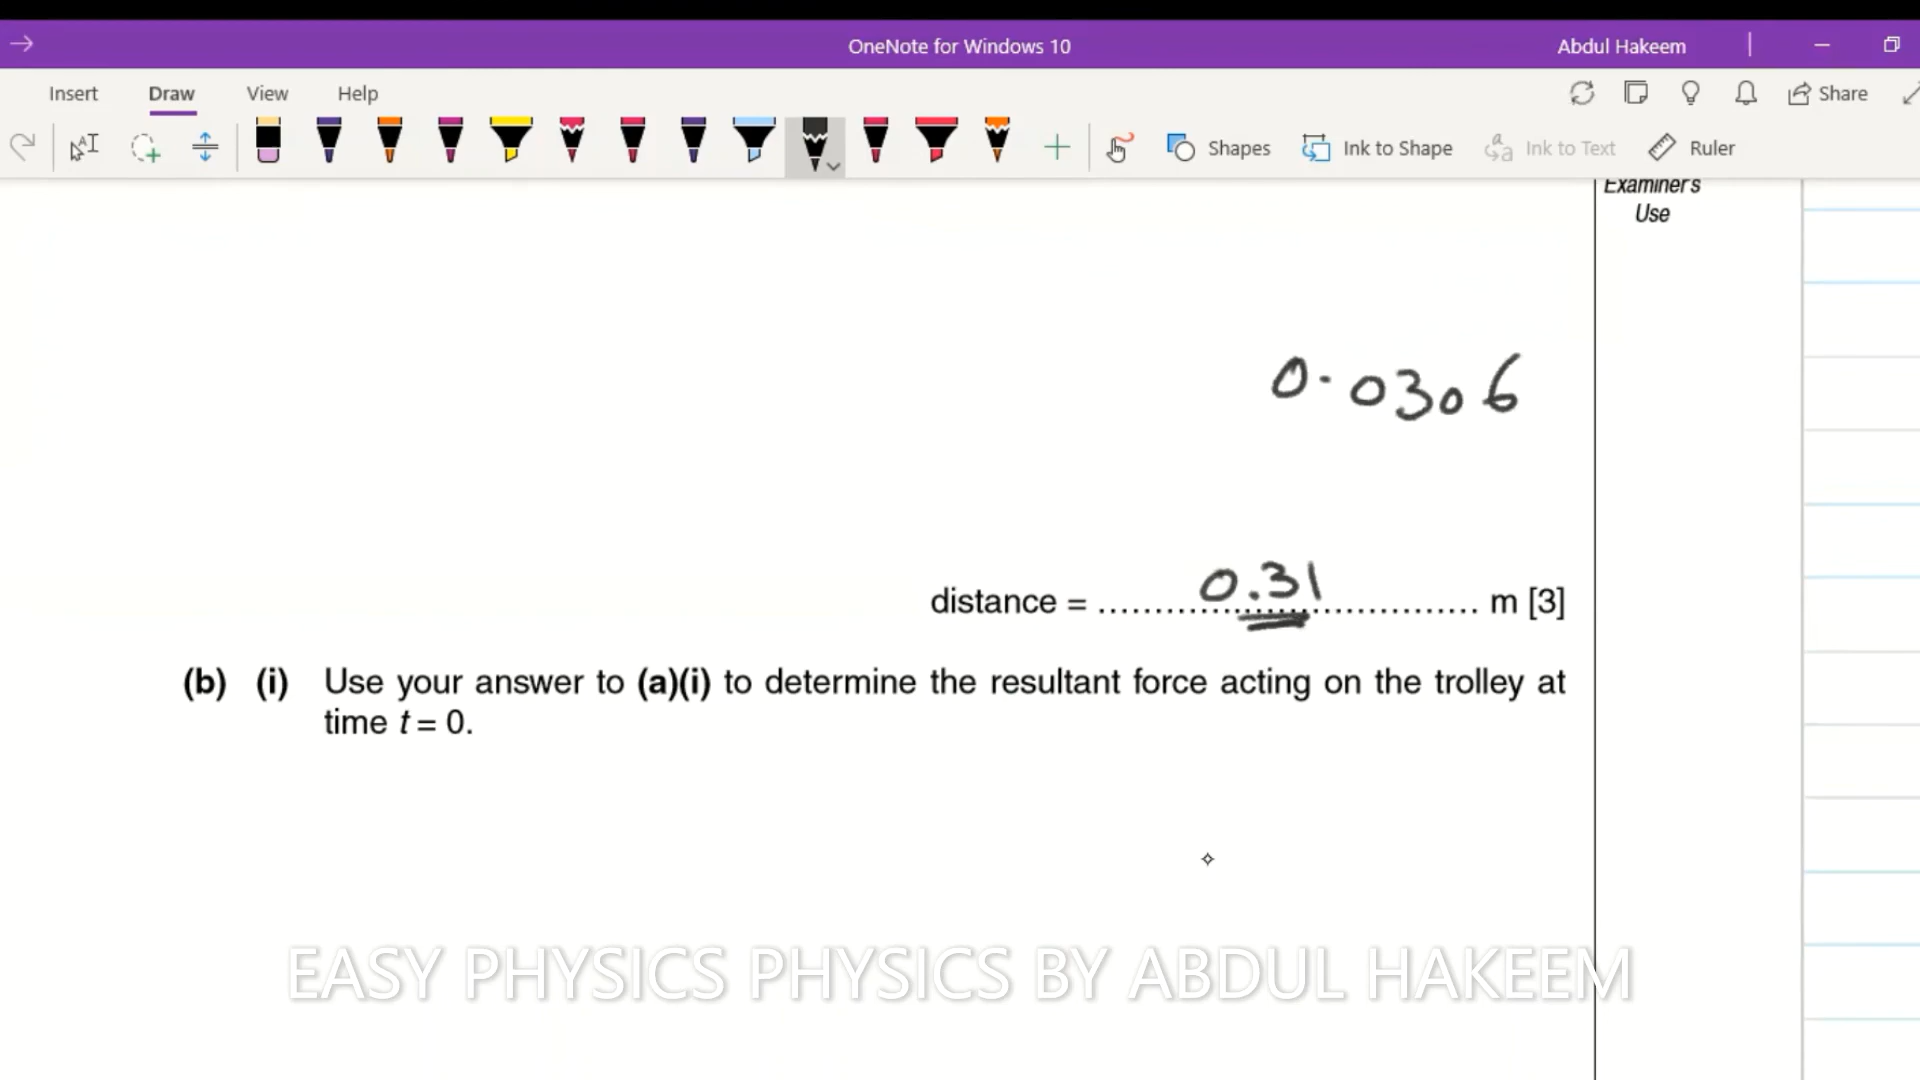 OneNote for Windows 10
Abdul Hakeem
Insert Draw View Help
Share
Shapes Ink to Shape Ink to Text Ruler
Examiner's
Use
0.0306
distance = 0.31 m [3]
(b) (i) Use your answer to (a)(i) to determine the resultant force acting on the trolley at
time t = 0.
EASY PHYSICS PHYSICS BY ABDUL HAKEEM